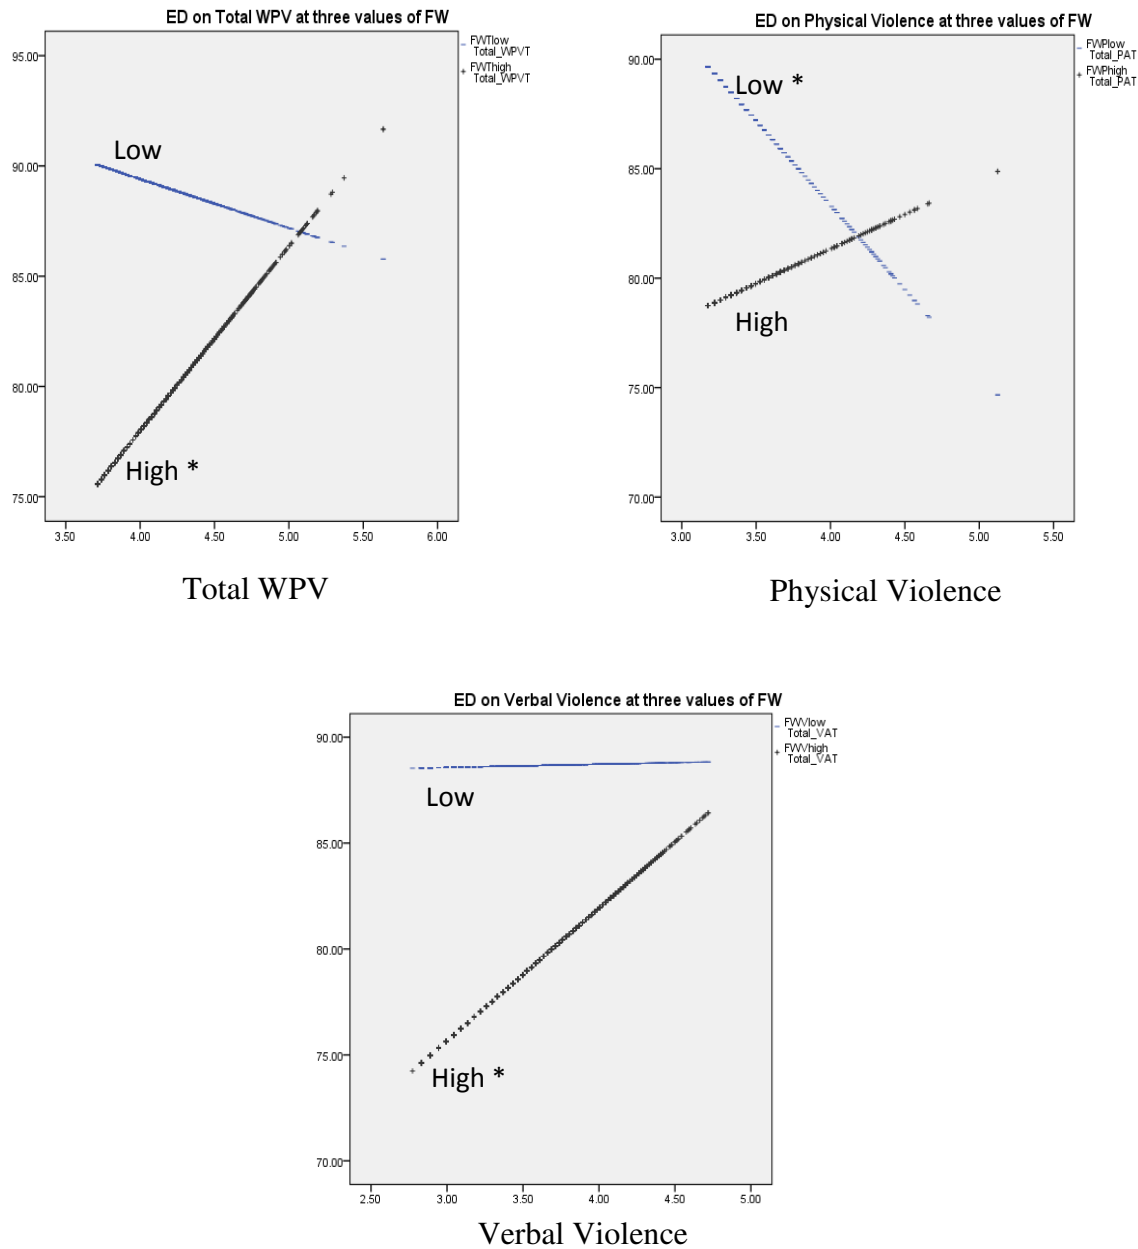 ED on Total WPV at three values of FW
FWTlow
Total_WPVT
FWThigh
Total_WPVT
95.00
90.00
85.00
80.00
75.00
Low
High *
3.50 4.00 4.50 5.00 5.50 6.00
Total WPV
ED on Physical Violence at three values of FW
FWPlow
Total_PAT
FWPhigh
Total_PAT
90.00
85.00
80.00
75.00
70.00
Low *
High
3.00 3.50 4.00 4.50 5.00 5.50
Physical Violence
ED on Verbal Violence at three values of FW
FWVlow
Total_VAT
FWVhigh
Total_VAT
90.00
85.00
80.00
75.00
70.00
Low
High *
2.50 3.00 3.50 4.00 4.50 5.00
Verbal Violence